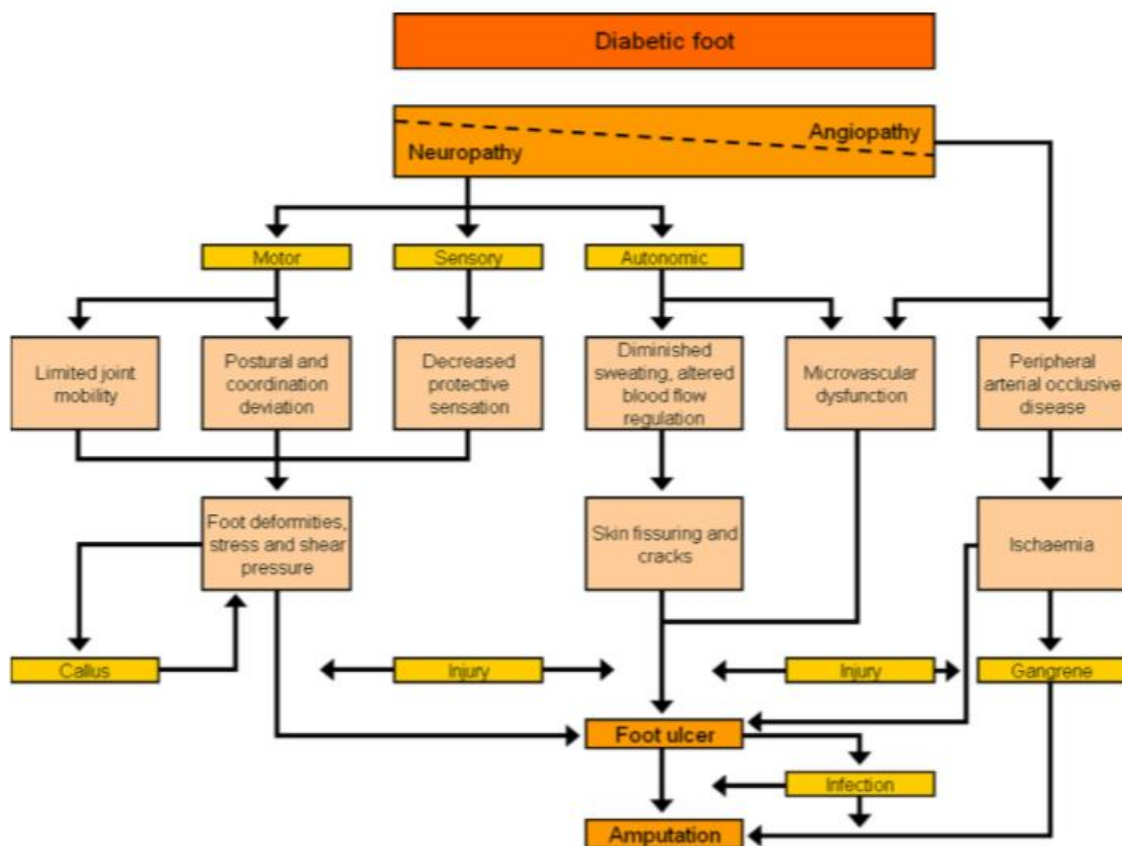 Diabetic foot
Angiopathy
Neuropathy
Motor
Sensory
Autonomic
Limited joint
mobility
Postural and
coordination
deviation
Decreased
protective
sensation
Diminished
sweating, altered
blood flow
regulation
Microvascular
dysfunction
Peripheral
arterial occlusive
disease
Foot deformities,
stress and shear
pressure
Skin fissuring and
cracks
Ischaemia
Callus
Injury
Injury
Gangrene
Foot ulcer
Infection
Amputation